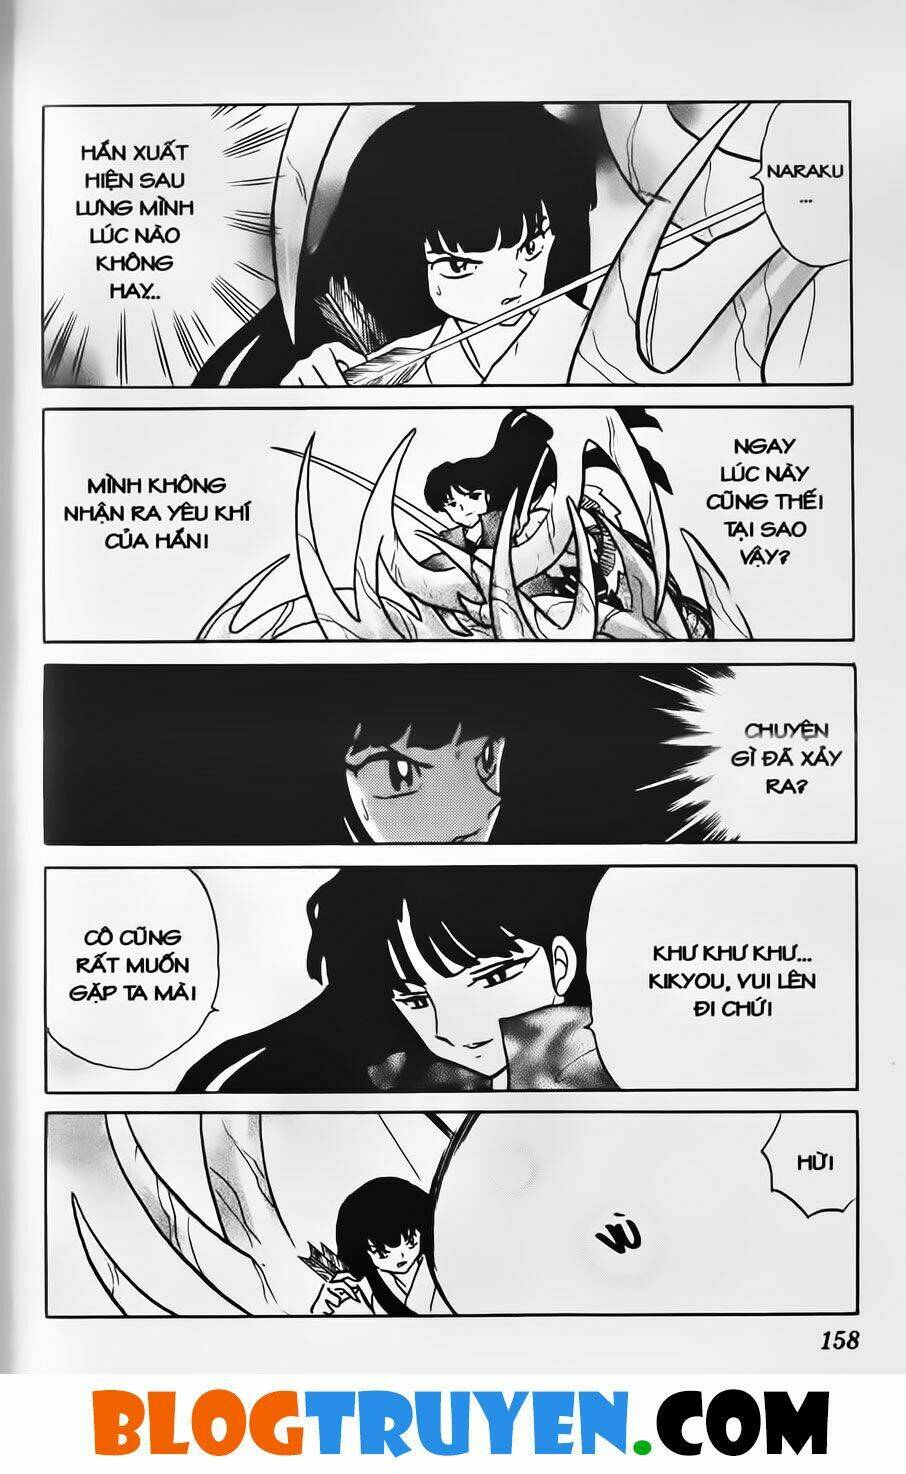 NARAKU
...
HẮN XUẤT
HIỆN SAU
LƯNG MÌNH
LÚC NÀO
KHÔNG
HAY...
NGAY
LÚC NÀY
CŨNG THẾ!
TẠI SAO
VẬY?
MÌNH KHÔNG
NHẬN RA YÊU KHÍ
CỦA HẮN!
CHUYỆN
GÌ ĐÃ XẢY
RA?
KHƯ KHƯ KHƯ...
KIKYOU, VUI LÊN
ĐI CHỨ!
CÔ CŨNG
RẤT MUỐN
GẶP TA MÀ!
HỪ!
VÙ
158
BLOGTRUYEN.COM